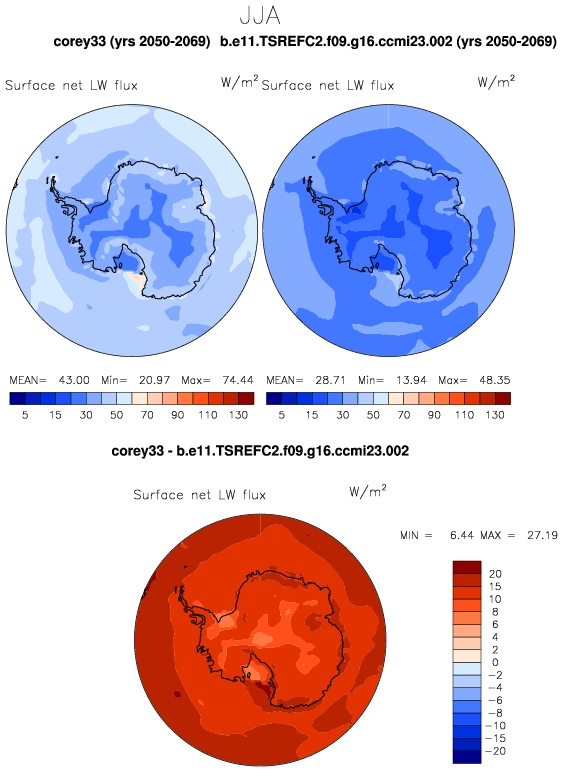 JJA
corey33 (yrs 2050-2069) b.e11.TSREFC2.f09.g16.ccmi23.002 (yrs 2050-2069)
Surface net LW flux W/m² Surface net LW flux W/m²
MEAN= 43.00 Min= 20.97 Max= 74.44 MEAN= 28.71 Min= 13.94 Max= 48.35
5 15 30 50 70 90 110 130 5 15 30 50 70 90 110 130
corey33 - b.e11.TSREFC2.f09.g16.ccmi23.002
Surface net LW flux W/m²
MIN = 6.44 MAX = 27.19
20
15
10
8
6
4
2
0
−2
−4
−6
−8
−10
−15
−20